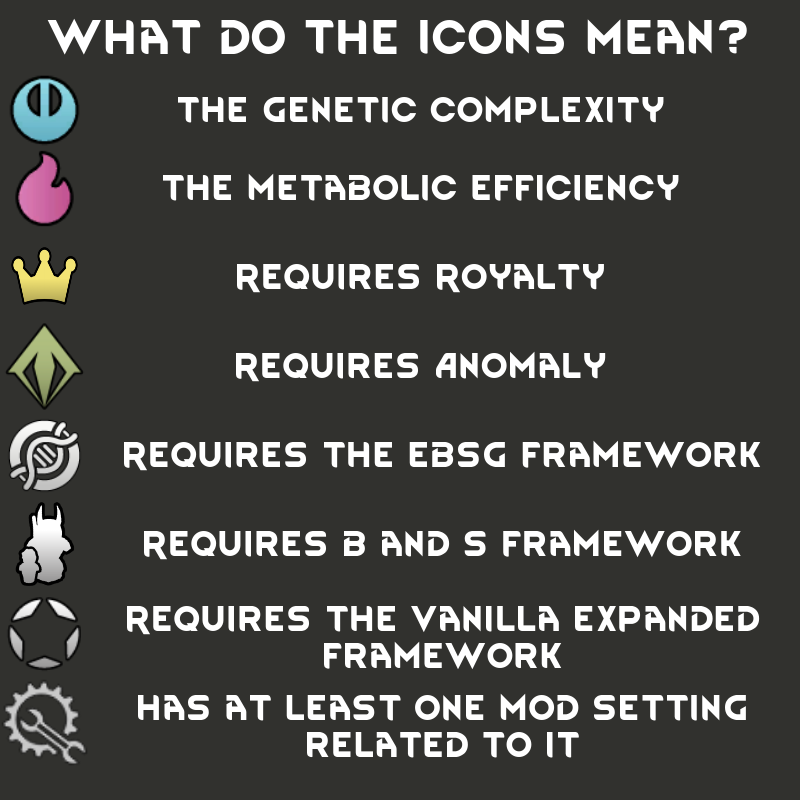 WHAT DO THE ICONS MEAN?
THE GENETIC COMPLEXITY
THE METABOLIC EFFICIENCY
REQUIRES ROYALTY
REQUIRES ANOMALY
REQUIRES THE EBSG FRAMEWORK
REQUIRES B AND S FRAMEWORK
REQUIRES THE VANILLA EXPANDED
FRAMEWORK
HAS AT LEAST ONE MOD SETTING
RELATED TO IT